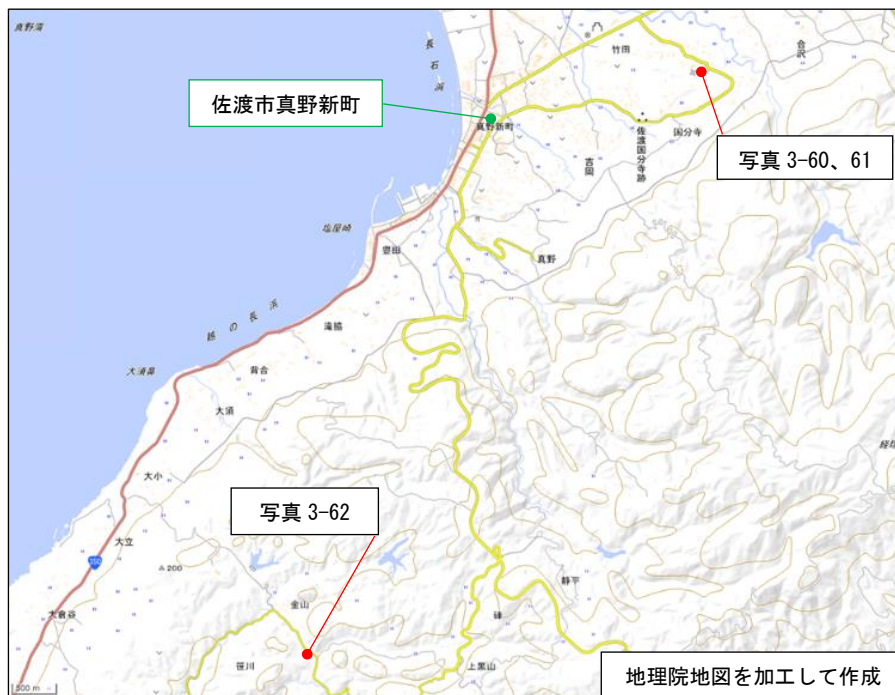 真野湾
長石浜
竹田
合沢
佐渡市真野新町
真野新町
佐渡国分寺跡
国分寺
吉岡
写真 3-60、61
塩屋崎
豊田
真野
越の長浜
滝脇
大須鼻
背合
大須
大小
写真 3-62
大立
350
200
静平
金山
大倉谷
笹川
上黒山
500 m
地理院地図を加工して作成